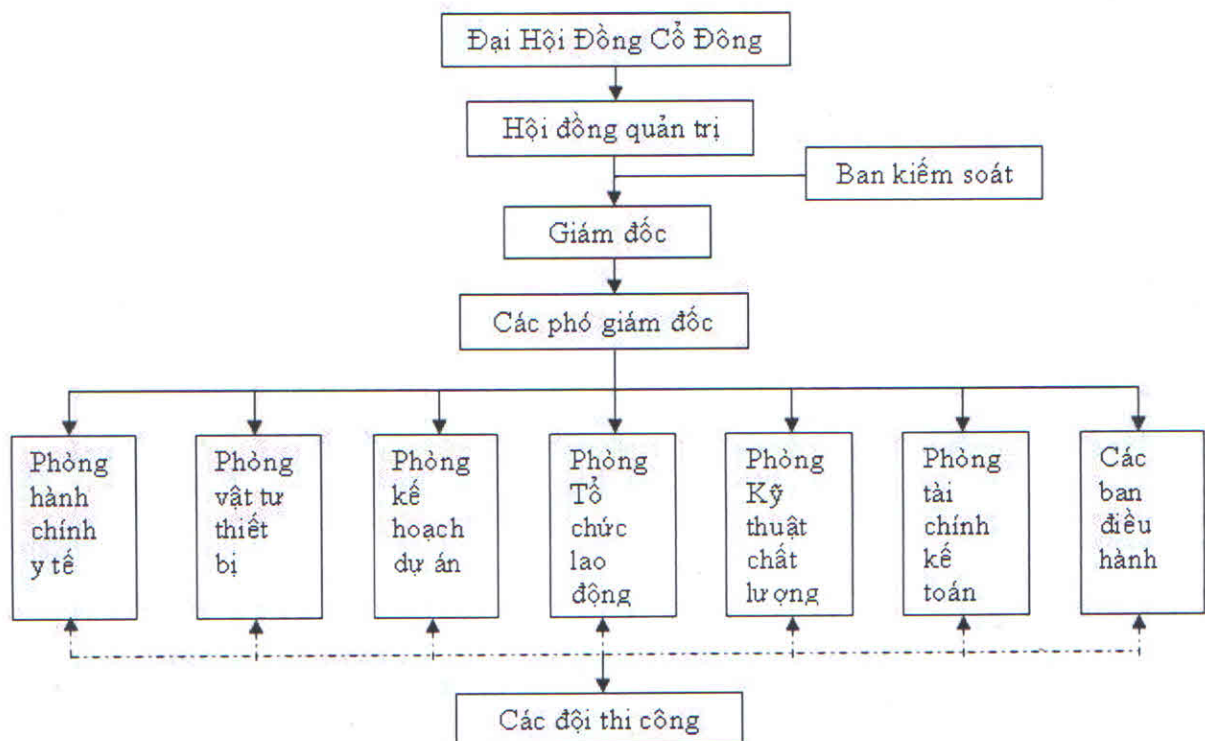 Đại Hội Đồng Cổ Đông
Hội đồng quản trị
Ban kiểm soát
Giám đốc
Các phó giám đốc
Phòng
hành
chính
y tế
Phòng
vật tư
thiết
bị
Phòng
kế
hoạch
dự án
Phòng
Tổ
chức
lao
động
Phòng
Kỹ
thuật
chất
lượng
Phòng
tài
chính
kế
toán
Các
ban
điều
hành
Các đội thi công